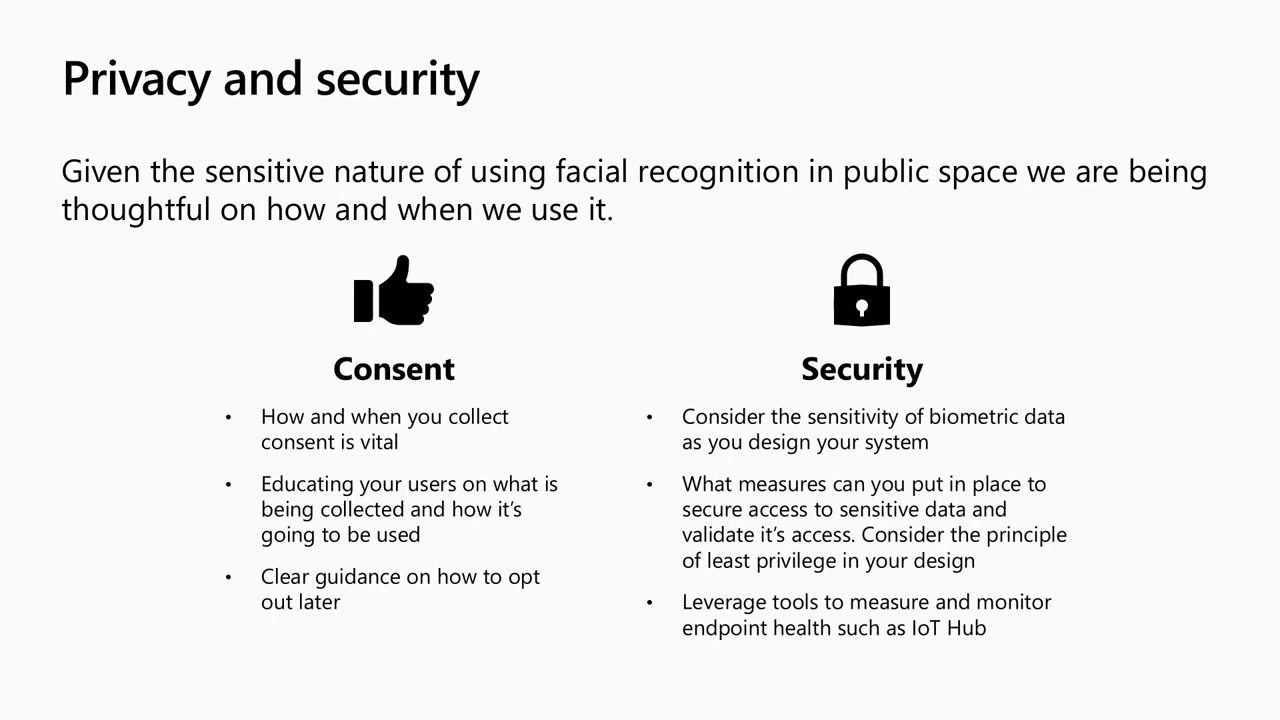 Privacy and security
Given the sensitive nature of using facial recognition in public space we are being
thoughtful on how and when we use it.
Consent
• How and when you collect
consent is vital
• Educating your users on what is
being collected and how it’s
going to be used
• Clear guidance on how to opt
out later
Security
• Consider the sensitivity of biometric data
as you design your system
• What measures can you put in place to
secure access to sensitive data and
validate it’s access. Consider the principle
of least privilege in your design
• Leverage tools to measure and monitor
endpoint health such as IoT Hub